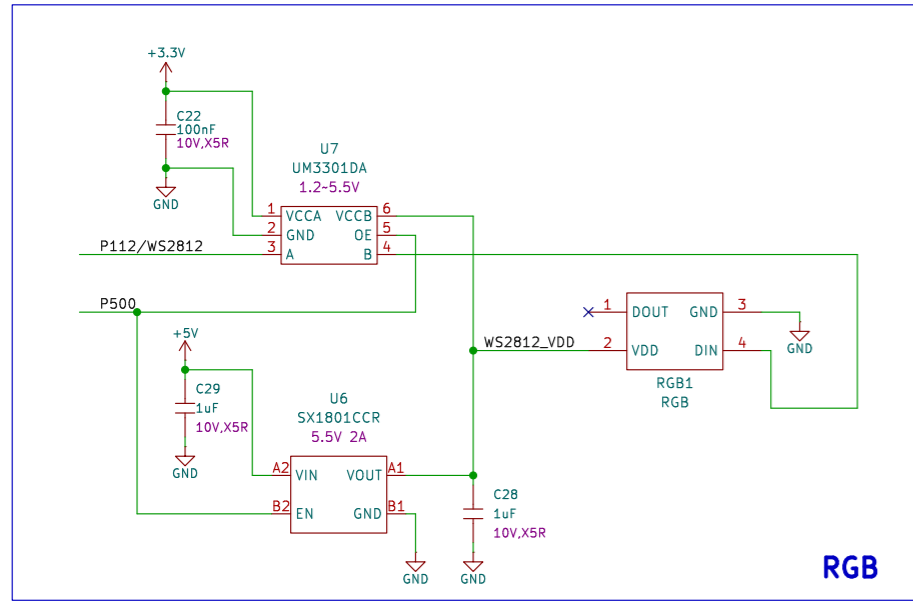 +3.3V
C22
100nF
10V,X5R
GND
U7
UM3301DA
1.2~5.5V
1 VCCA VCCB 6
2 GND OE 5
3 A B 4
P112/WS2812
P500
+5V
C29
1uF
10V,X5R
GND
U6
SX1801CCR
5.5V 2A
A2 VIN VOUT A1
B2 EN GND B1
GND
C28
1uF
10V,X5R
GND
WS2812_VDD
1 DOUT GND 3
2 VDD DIN 4
GND
RGB1
RGB
RGB